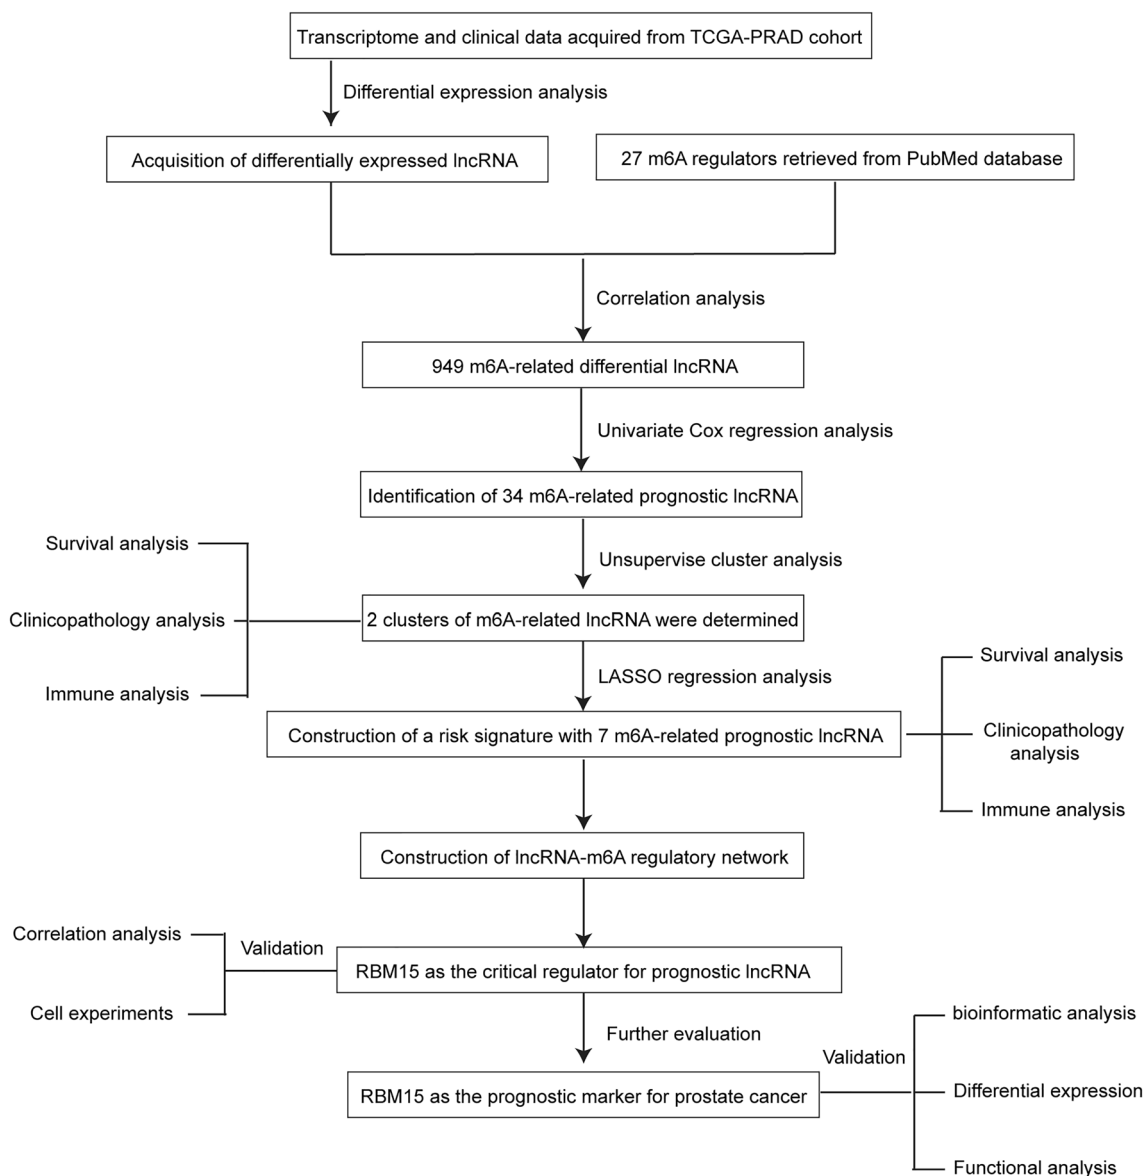 Transcriptome and clinical data acquired from TCGA-PRAD cohort
Differential expression analysis
Acquisition of differentially expressed lncRNA
27 m6A regulators retrieved from PubMed database
Correlation analysis
949 m6A-related differential lncRNA
Univariate Cox regression analysis
Identification of 34 m6A-related prognostic lncRNA
Survival analysis
Unsupervise cluster analysis
Clinicopathology analysis
2 clusters of m6A-related lncRNA were determined
Immune analysis
LASSO regression analysis
Survival analysis
Construction of a risk signature with 7 m6A-related prognostic lncRNA
Clinicopathology
analysis
Immune analysis
Construction of lncRNA-m6A regulatory network
Correlation analysis
Validation
RBM15 as the critical regulator for prognostic lncRNA
Cell experiments
Further evaluation
bioinformatic analysis
Validation
RBM15 as the prognostic marker for prostate cancer
Differential expression
Functional analysis